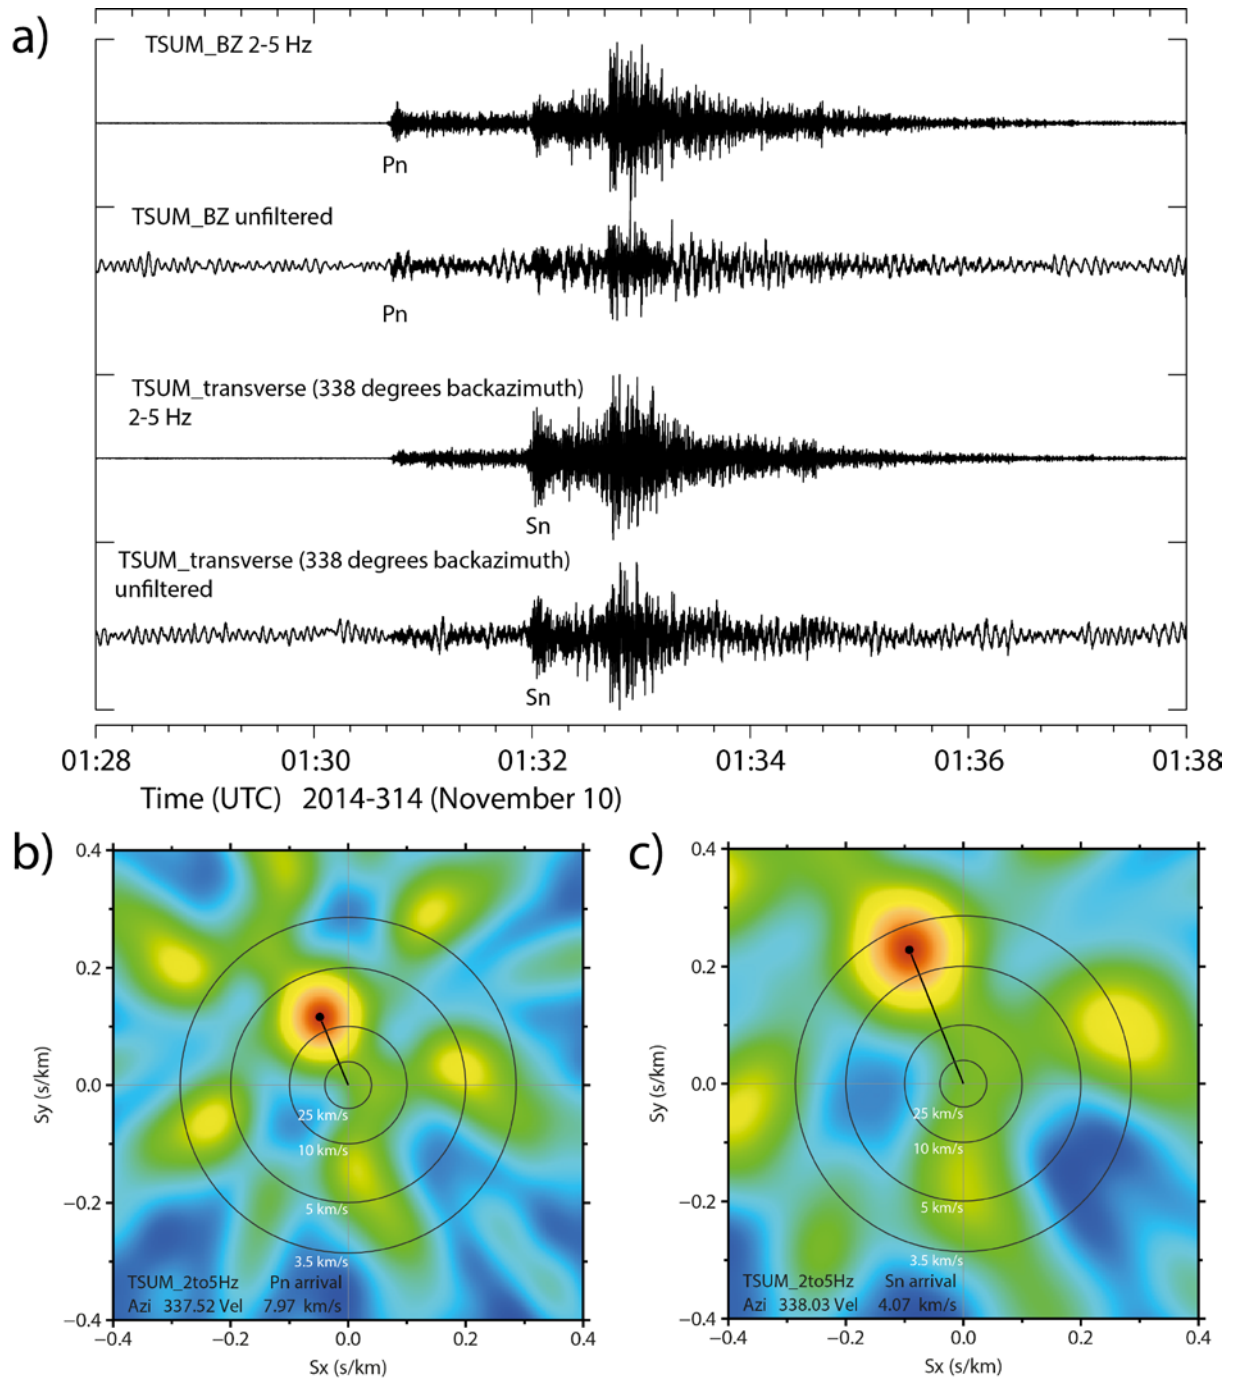 a)
TSUM_BZ 2-5 Hz
Pn
TSUM_BZ unfiltered
Pn
TSUM_transverse (338 degrees backazimuth)
2-5 Hz
Sn
TSUM_transverse (338 degrees backazimuth)
unfiltered
Sn
01:28 01:30 01:32 01:34 01:36 01:38
Time (UTC) 2014-314 (November 10)
b)
0.4
0.2
0.0
−0.2
−0.4
Sy (s/km)
25 km/s
10 km/s
5 km/s
3.5 km/s
TSUM_2to5Hz Pn arrival
Azi 337.52 Vel 7.97 km/s
−0.4 −0.2 0.0 0.2 0.4
Sx (s/km)
c)
0.4
0.2
0.0
−0.2
−0.4
Sy (s/km)
25 km/s
10 km/s
5 km/s
3.5 km/s
TSUM_2to5Hz Sn arrival
Azi 338.03 Vel 4.07 km/s
−0.4 −0.2 0.0 0.2 0.4
Sx (s/km)